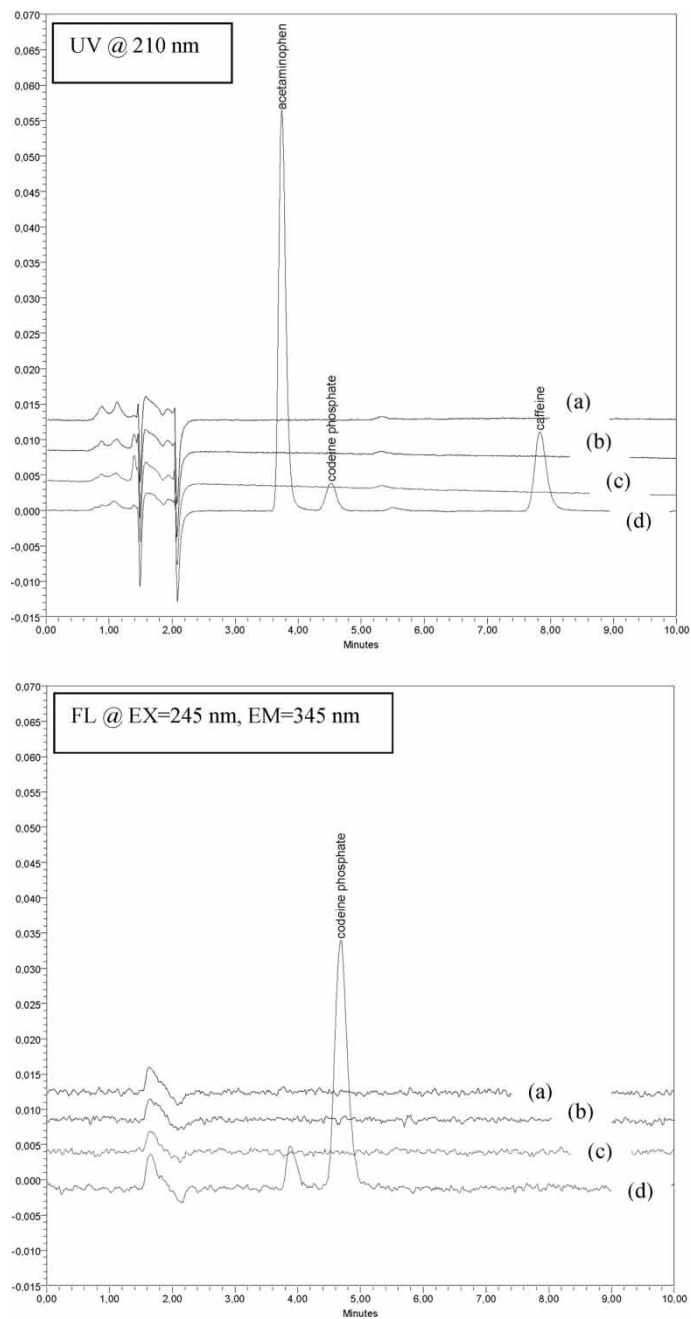 UV @ 210 nm
0,070
0,065
0,060
0,055
0,050
0,045
0,040
0,035
0,030
0,025
0,020
0,015
0,010
0,005
0,000
-0,005
-0,010
-0,015
acetaminophen
codeine phosphate
caffeine
(a)
(b)
(c)
(d)
0,00 1,00 2,00 3,00 4,00 5,00 6,00 7,00 8,00 9,00 10,00
Minutes
FL @ EX=245 nm, EM=345 nm
0,070
0,065
0,060
0,055
0,050
0,045
0,040
0,035
0,030
0,025
0,020
0,015
0,010
0,005
0,000
-0,005
-0,010
-0,015
codeine phosphate
(a)
(b)
(c)
(d)
0,00 1,00 2,00 3,00 4,00 5,00 6,00 7,00 8,00 9,00 10,00
Minutes